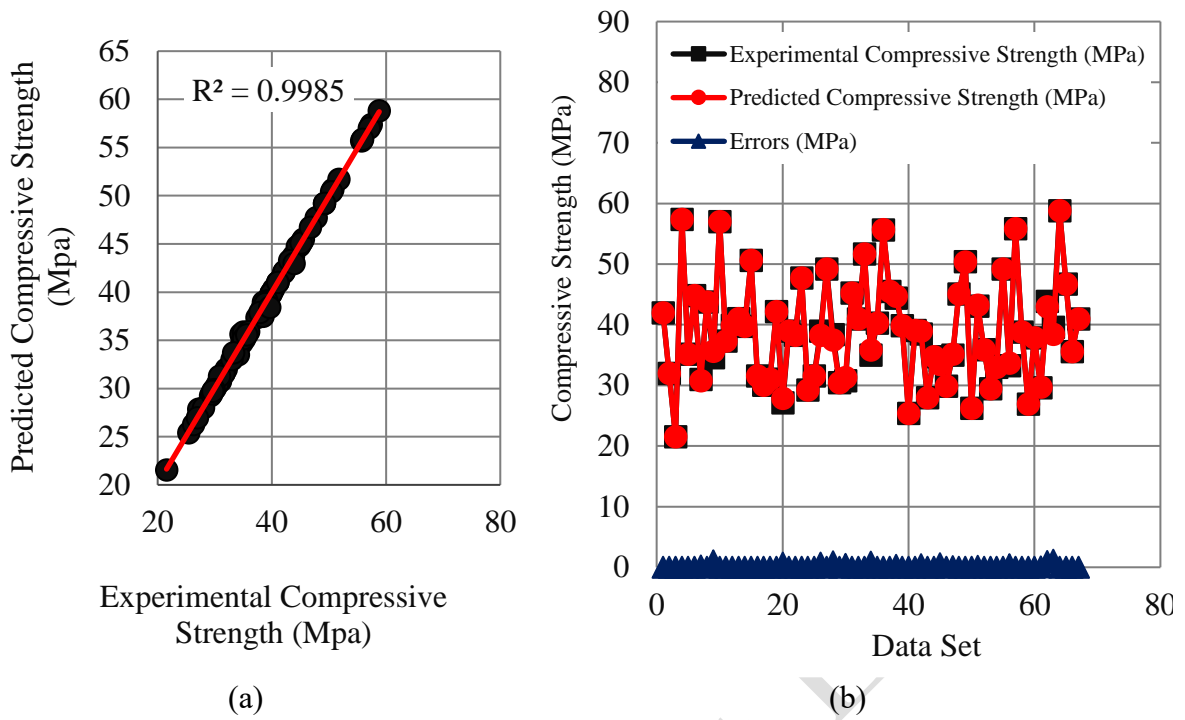 65
60
55
50
45
40
35
30
25
20
R² = 0.9985
20 40 60
Predicted Compressive Strength
(Mpa)
Experimental Compressive
Strength (Mpa)
(a)
90
80
70
60
50
40
30
20
10
0
Experimental Compressive Strength (MPa)
Predicted Compressive Strength (MPa)
Errors (MPa)
0 20 40 60 80
Compressive Strength (MPa)
Data Set
(b)